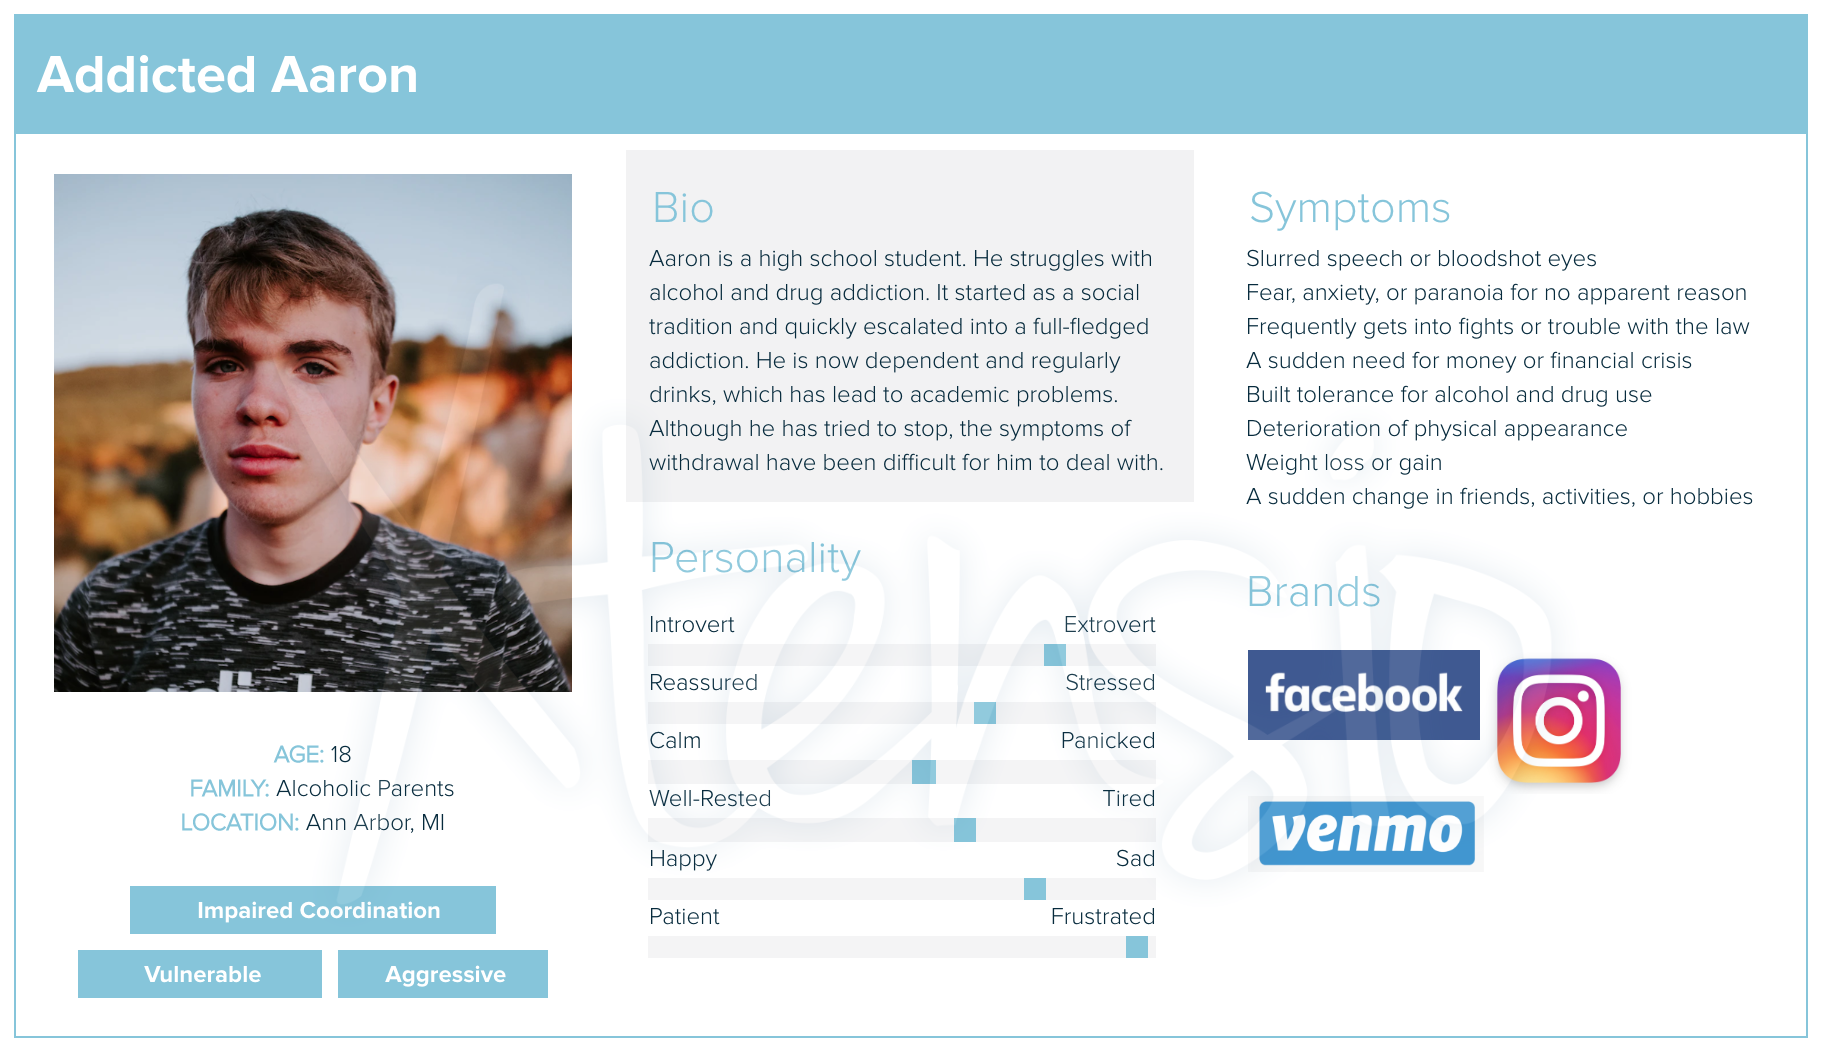 Addicted Aaron
AGE: 18
FAMILY: Alcoholic Parents
LOCATION: Ann Arbor, MI
Impaired Coordination
Vulnerable
Aggressive
Bio
Aaron is a high school student. He struggles with
alcohol and drug addiction. It started as a social
tradition and quickly escalated into a full-fledged
addiction. He is now dependent and regularly
drinks, which has lead to academic problems.
Although he has tried to stop, the symptoms of
withdrawal have been difficult for him to deal with.
Personality
Introvert Extrovert
Reassured Stressed
Calm Panicked
Well-Rested Tired
Happy Sad
Patient Frustrated
Symptoms
Slurred speech or bloodshot eyes
Fear, anxiety, or paranoia for no apparent reason
Frequently gets into fights or trouble with the law
A sudden need for money or financial crisis
Built tolerance for alcohol and drug use
Deterioration of physical appearance
Weight loss or gain
A sudden change in friends, activities, or hobbies
Brands
facebook
venmo
Xtensio